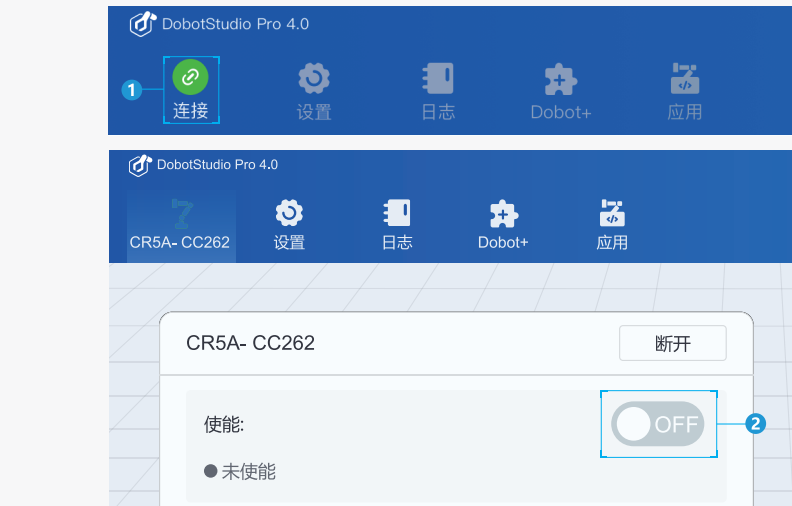 DobotStudio Pro 4.0
1
连接 设置 日志 Dobot+ 应用
DobotStudio Pro 4.0
CR5A- CC262 设置 日志 Dobot+ 应用
CR5A- CC262 断开
使能: OFF 2
未使能